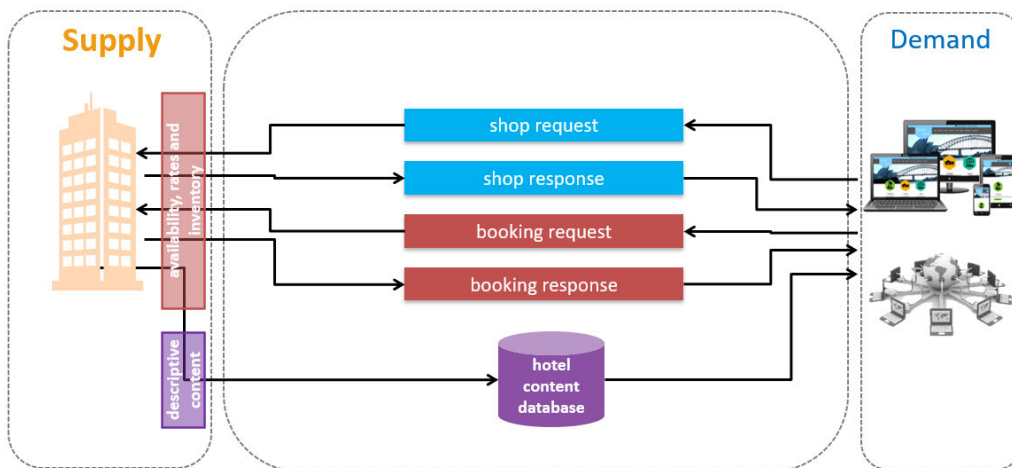 Supply
Demand
availability, rates and
inventory
shop request
shop response
booking request
booking response
descriptive
content
hotel
content
database